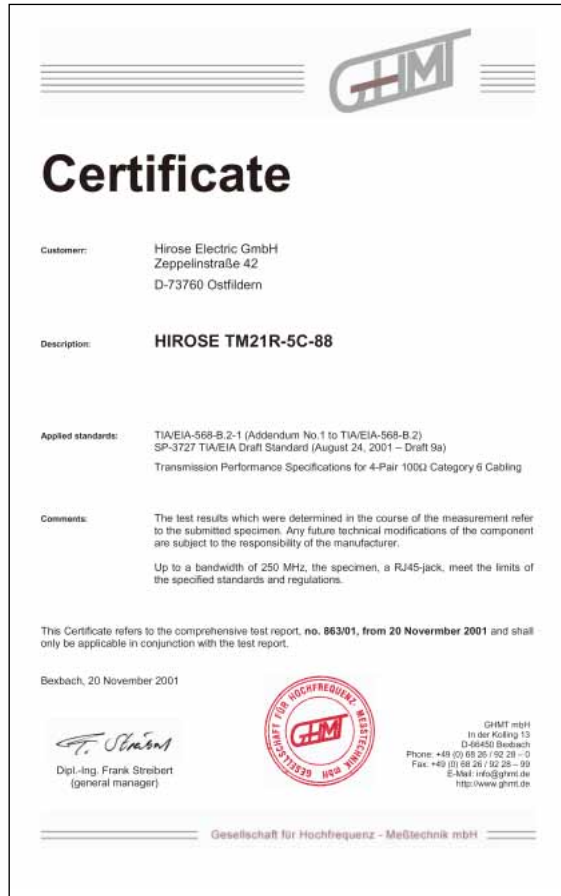 GHMT
Certificate
Customerr:
Hirose Electric GmbH
Zeppelinstraße 42
D-73760 Ostfildern
Description:
HIROSE TM21R-5C-88
Applied standards:
TIA/EIA-568-B.2-1 (Addendum No.1 to TIA/EIA-568-B.2)
SP-3727 TIA/EIA Draft Standard (August 24, 2001 – Draft 9a)
Transmission Performance Specifications for 4-Pair 100Ω Category 6 Cabling
Comments:
The test results which were determined in the course of the measurement refer
to the submitted specimen. Any future technical modifications of the component
are subject to the responsibility of the manufacturer.
Up to a bandwidth of 250 MHz, the specimen, a RJ45-jack, meet the limits of
the specified standards and regulations.
This Certificate refers to the comprehensive test report, no. 863/01, from 20 Novermber 2001 and shall
only be applicable in conjunction with the test report.
Bexbach, 20 November 2001
F. Streibert
Dipl.-Ing. Frank Streibert
(general manager)
GESELLSCHAFT FÜR HOCHFREQUENZ- MESSTECHNIK mbH
GHMT
GHMT mbH
In der Kolling 13
D-66450 Bexbach
Phone: +49 (0) 68 26 / 92 28 – 0
Fax: +49 (0) 68 26 / 92 28 – 99
E-Mail: info@ghmt.de
http://www.ghmt.de
Gesellschaft für Hochfrequenz - Meßtechnik mbH